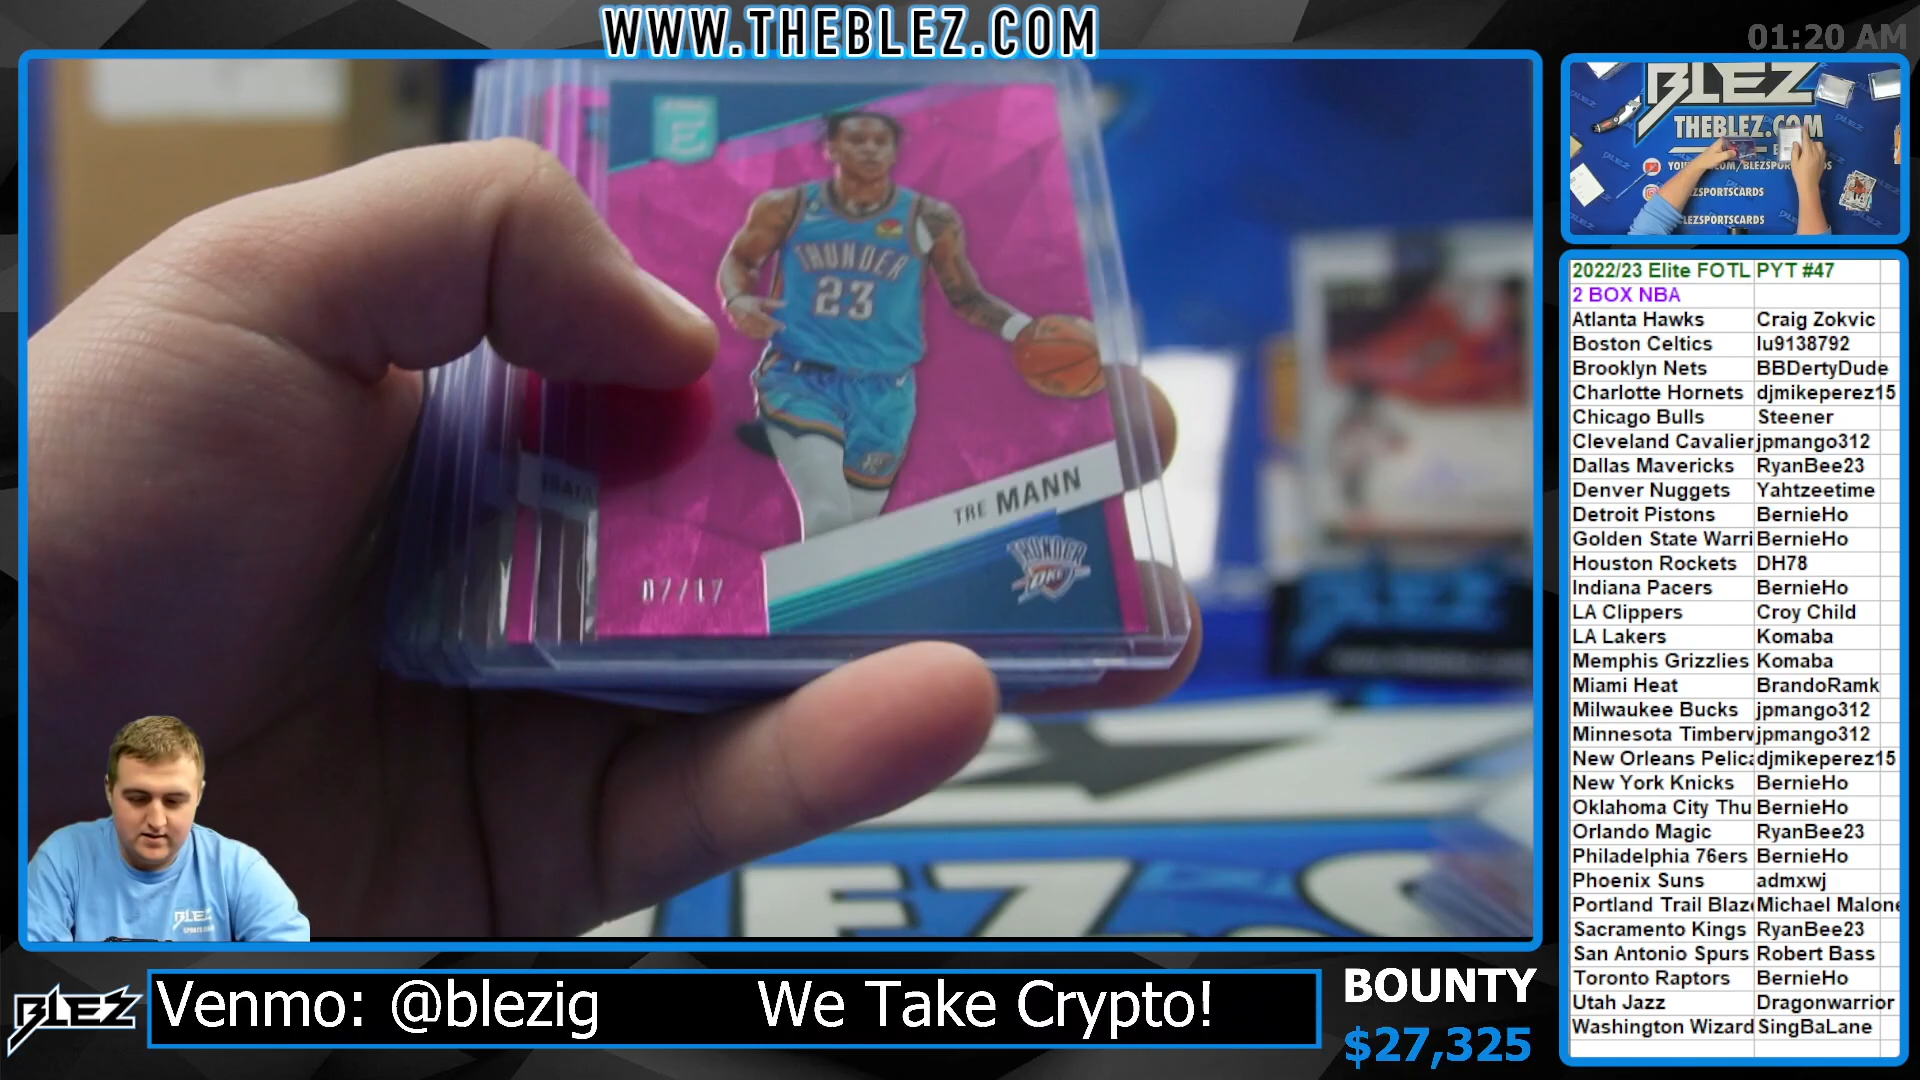 WWW.THEBLEZ.COM
01:20 AM
THUNDER
23
TRE MANN
THUNDER
OKC
07/17
BLEZ
THEBLEZ.COM
2022/23 Elite FOTL PYT #47
2 BOX NBA
Atlanta Hawks Craig Zokvic
Boston Celtics lu9138792
Brooklyn Nets BBDertyDude
Charlotte Hornets djmikeperez15
Chicago Bulls Steener
Cleveland Cavalier jpmango312
Dallas Mavericks RyanBee23
Denver Nuggets Yahtzeetime
Detroit Pistons BernieHo
Golden State Warri BernieHo
Houston Rockets DH78
Indiana Pacers BernieHo
LA Clippers Croy Child
LA Lakers Komaba
Memphis Grizzlies Komaba
Miami Heat BrandoRamk
Milwaukee Bucks jpmango312
Minnesota Timberv jpmango312
New Orleans Pelica djmikeperez15
New York Knicks BernieHo
Oklahoma City Thu BernieHo
Orlando Magic RyanBee23
Philadelphia 76ers BernieHo
Phoenix Suns admxwj
Portland Trail Blaz Michael Malone
Sacramento Kings RyanBee23
San Antonio Spurs Robert Bass
Toronto Raptors BernieHo
Utah Jazz Dragonwarrior
Washington Wizard SingBaLane
BLEZ
BLEZ
Venmo: @blezig We Take Crypto!
BOUNTY
$27,325